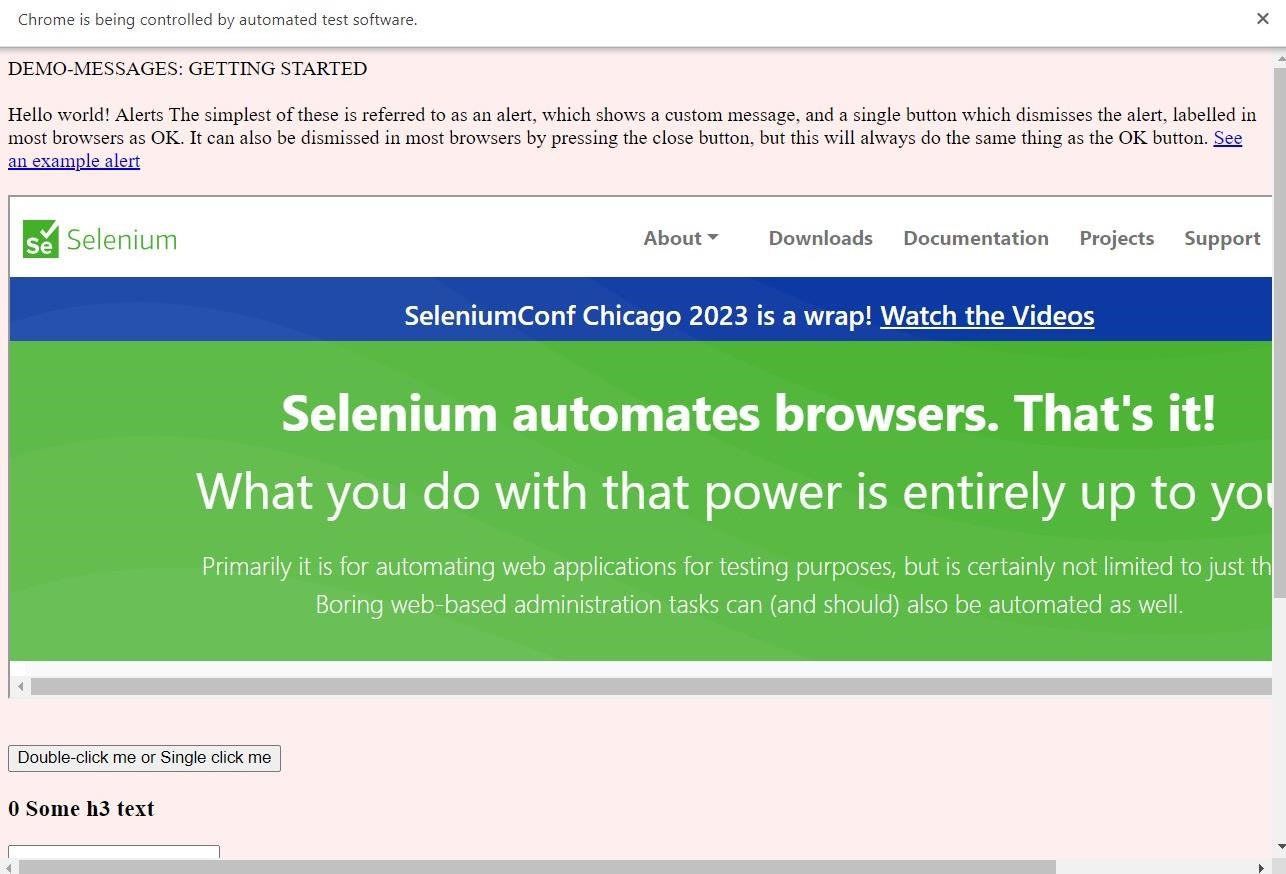 Chrome is being controlled by automated test software.
DEMO-MESSAGES: GETTING STARTED
Hello world! Alerts The simplest of these is referred to as an alert, which shows a custom message, and a single button which dismisses the alert, labelled in
most browsers as OK. It can also be dismissed in most browsers by pressing the close button, but this will always do the same thing as the OK button. See
an example alert
Se Selenium About Downloads Documentation Projects Support
SeleniumConf Chicago 2023 is a wrap! Watch the Videos
Selenium automates browsers. That's it!
What you do with that power is entirely up to you
Primarily it is for automating web applications for testing purposes, but is certainly not limited to just th
Boring web-based administration tasks can (and should) also be automated as well.
Double-click me or Single click me
0 Some h3 text